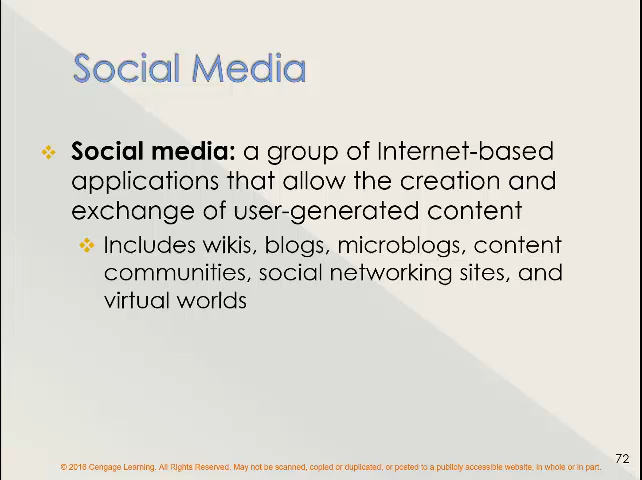 Social Media
Social media: a group of Internet-based
applications that allow the creation and
exchange of user-generated content
Includes wikis, blogs, microblogs, content
communities, social networking sites, and
virtual worlds
72
© 2016 Cengage Learning. All Rights Reserved. May not be scanned, copied or duplicated, or posted to a publicly accessible website, in whole or in part.